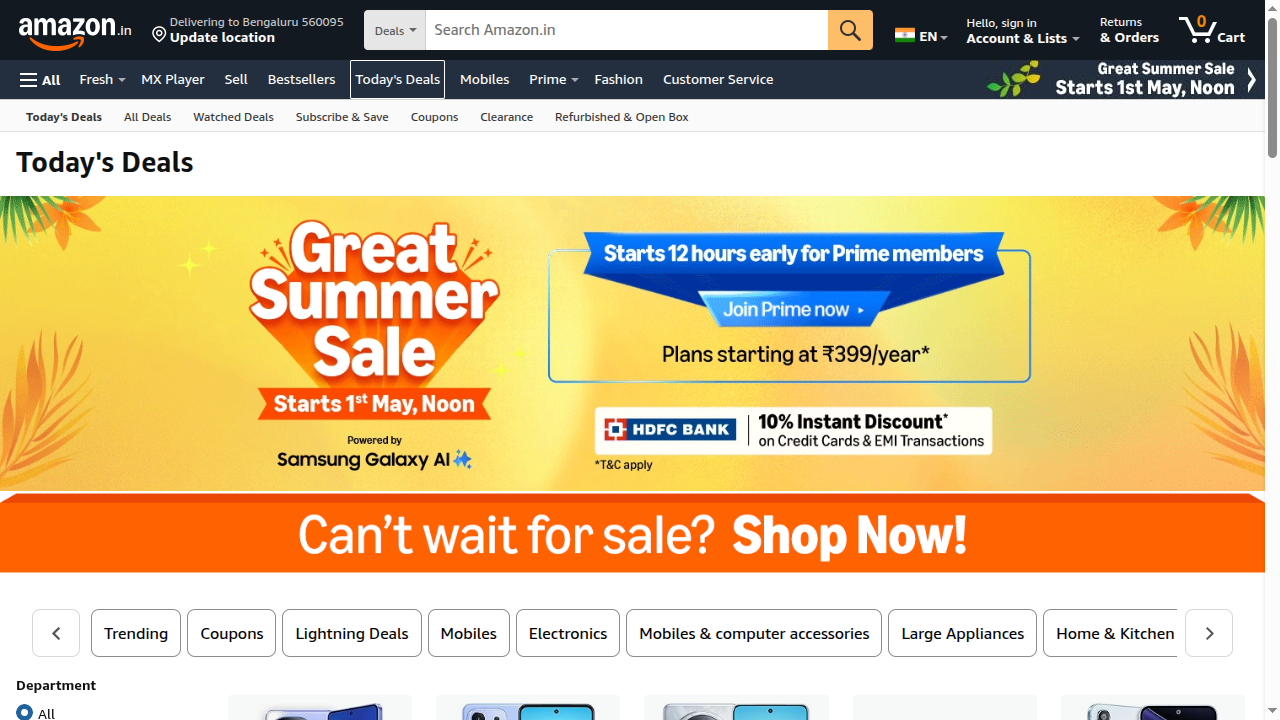 amazon.in
Delivering to Bengaluru 560095
Update location
Deals
Search Amazon.in
EN
Hello, sign in
Account & Lists
Returns
& Orders
0
Cart
All
Fresh
MX Player
Sell
Bestsellers
Today's Deals
Mobiles
Prime
Fashion
Customer Service
Great Summer Sale
Starts 1st May, Noon
Today's Deals
All Deals
Watched Deals
Subscribe & Save
Coupons
Clearance
Refurbished & Open Box
Today's Deals
Great
Summer
Sale
Starts 1st May, Noon
Powered by
Samsung Galaxy AI
Starts 12 hours early for Prime members
Join Prime now
Plans starting at ₹399/year*
HDFC BANK
10% Instant Discount*
on Credit Cards & EMI Transactions
*T&C apply
Can't wait for sale? Shop Now!
Trending
Coupons
Lightning Deals
Mobiles
Electronics
Mobiles & computer accessories
Large Appliances
Home & Kitchen
Department
All